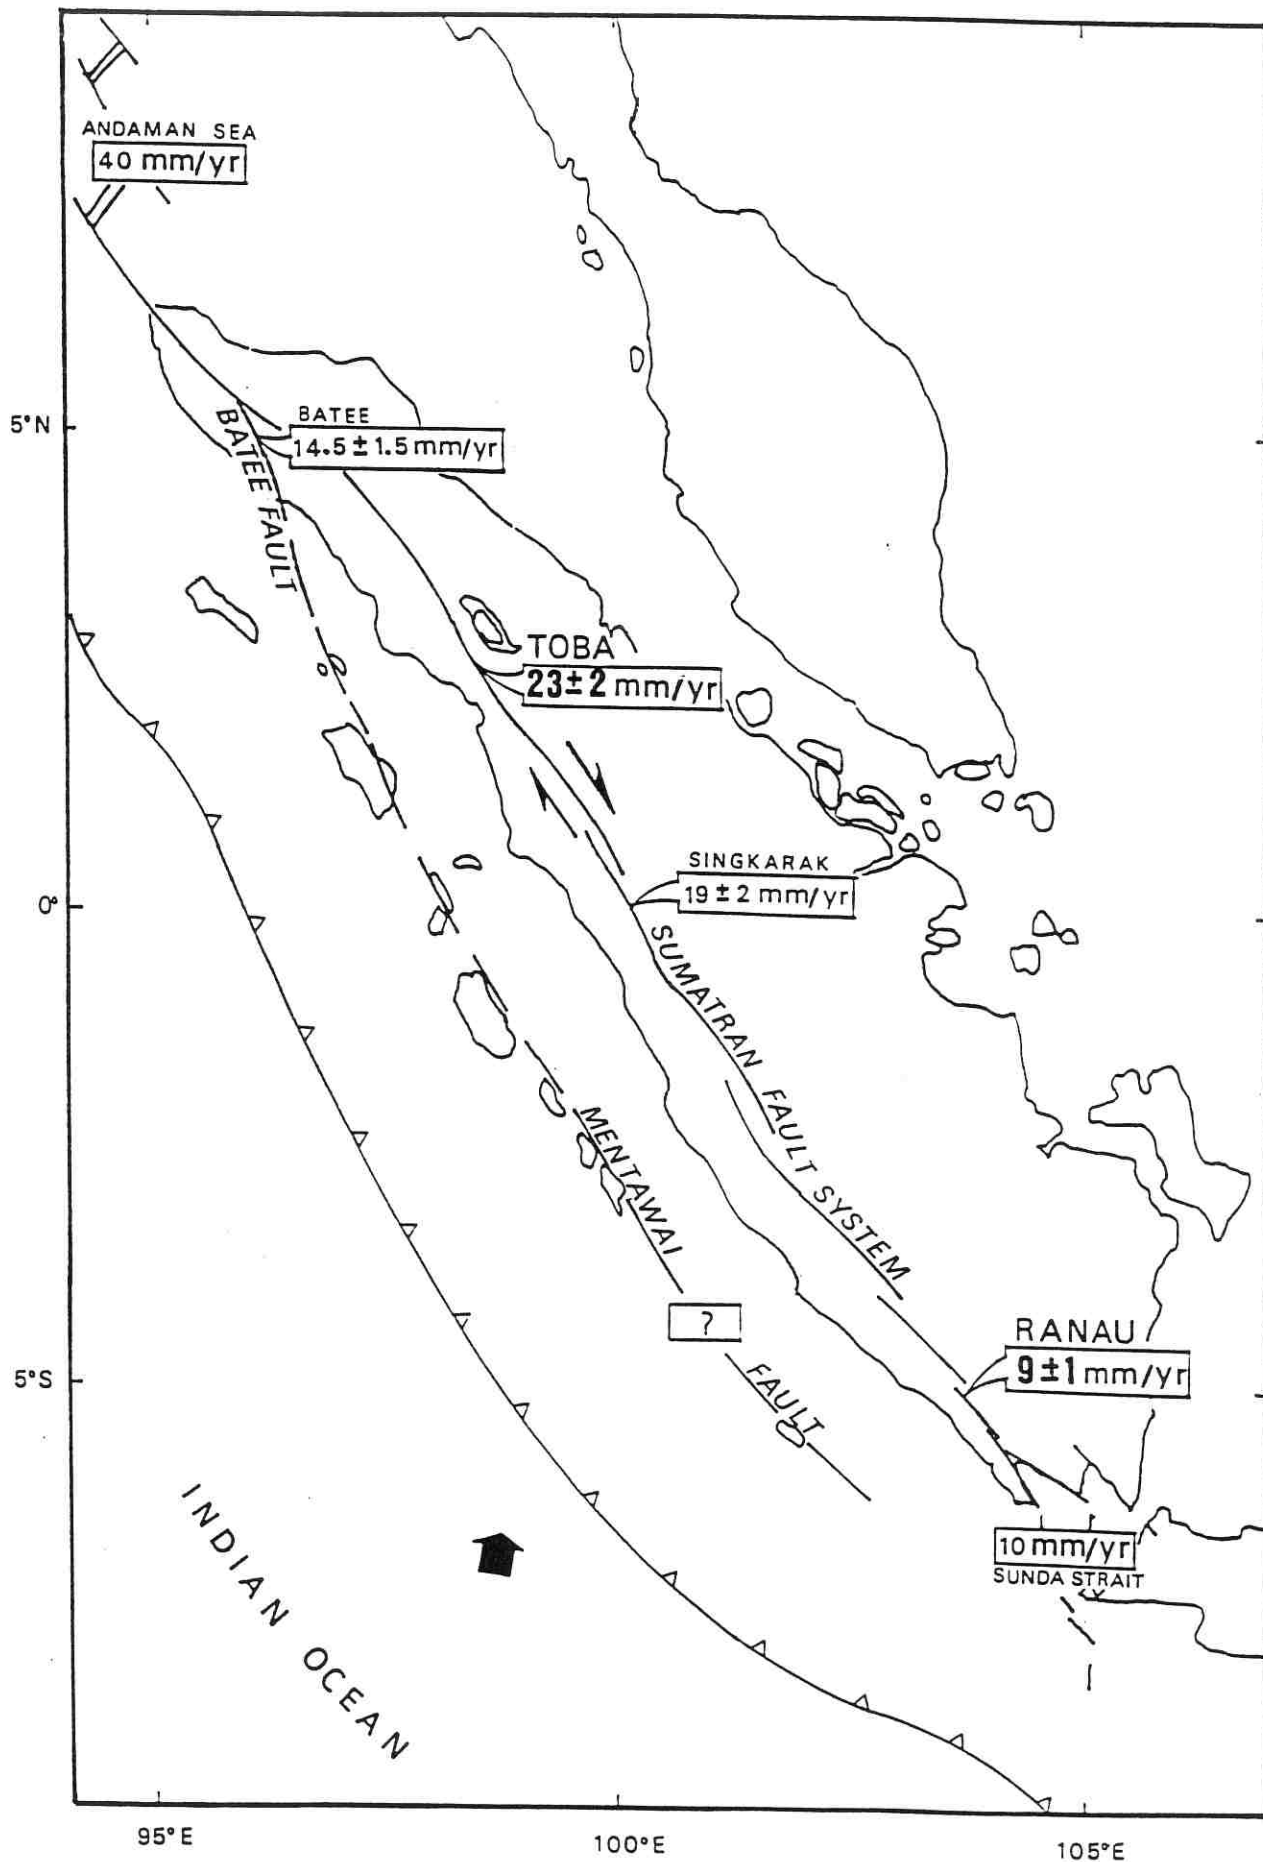 ANDAMAN SEA
40 mm/yr
5°N
BATEE
14.5 ± 1.5 mm/yr
BATEE FAULT
TOBA
23±2 mm/yr
SINGKARAK
19 ± 2 mm/yr
0°
SUMATRAN FAULT SYSTEM
MENTAWAI
?
FAULT
RANAU
9±1 mm/yr
5°S
10 mm/yr
SUNDA STRAIT
INDIAN OCEAN
95°E
100°E
105°E